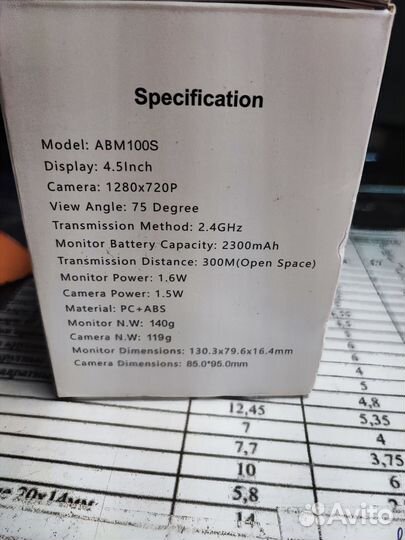 Specification
Model: ABM100S
Display: 4.5Inch
Camera: 1280x720P
View Angle: 75 Degree
Transmission Method: 2.4GHz
Monitor Battery Capacity: 2300mAh
Transmission Distance: 300M(Open Space)
Monitor Power: 1.6W
Camera Power: 1.5W
Material: PC+ABS
Monitor N.W: 140g
Camera N.W: 119g
Monitor Dimensions: 130.3x79.6x16.4mm
Camera Dimensions: 85.0*95.0mm
5
4,8
12,45 5,35
7 4
7,7 3,75
10 6
5,8
20x14мм 14
Avito